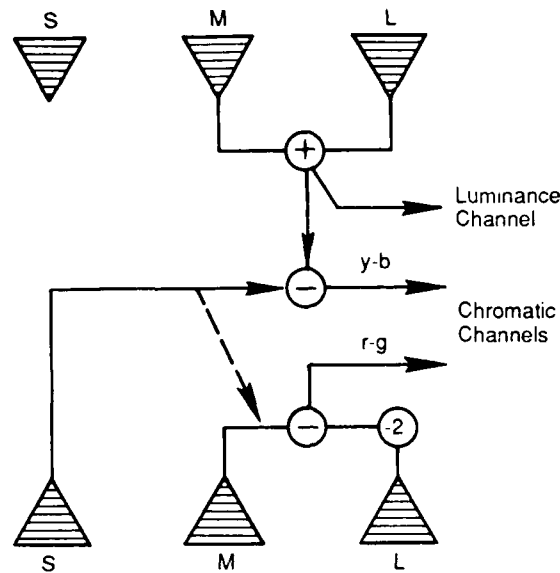 S M L
+
Luminance
Channel
− y-b
Chromatic
Channels
r-g
− -2
S M L